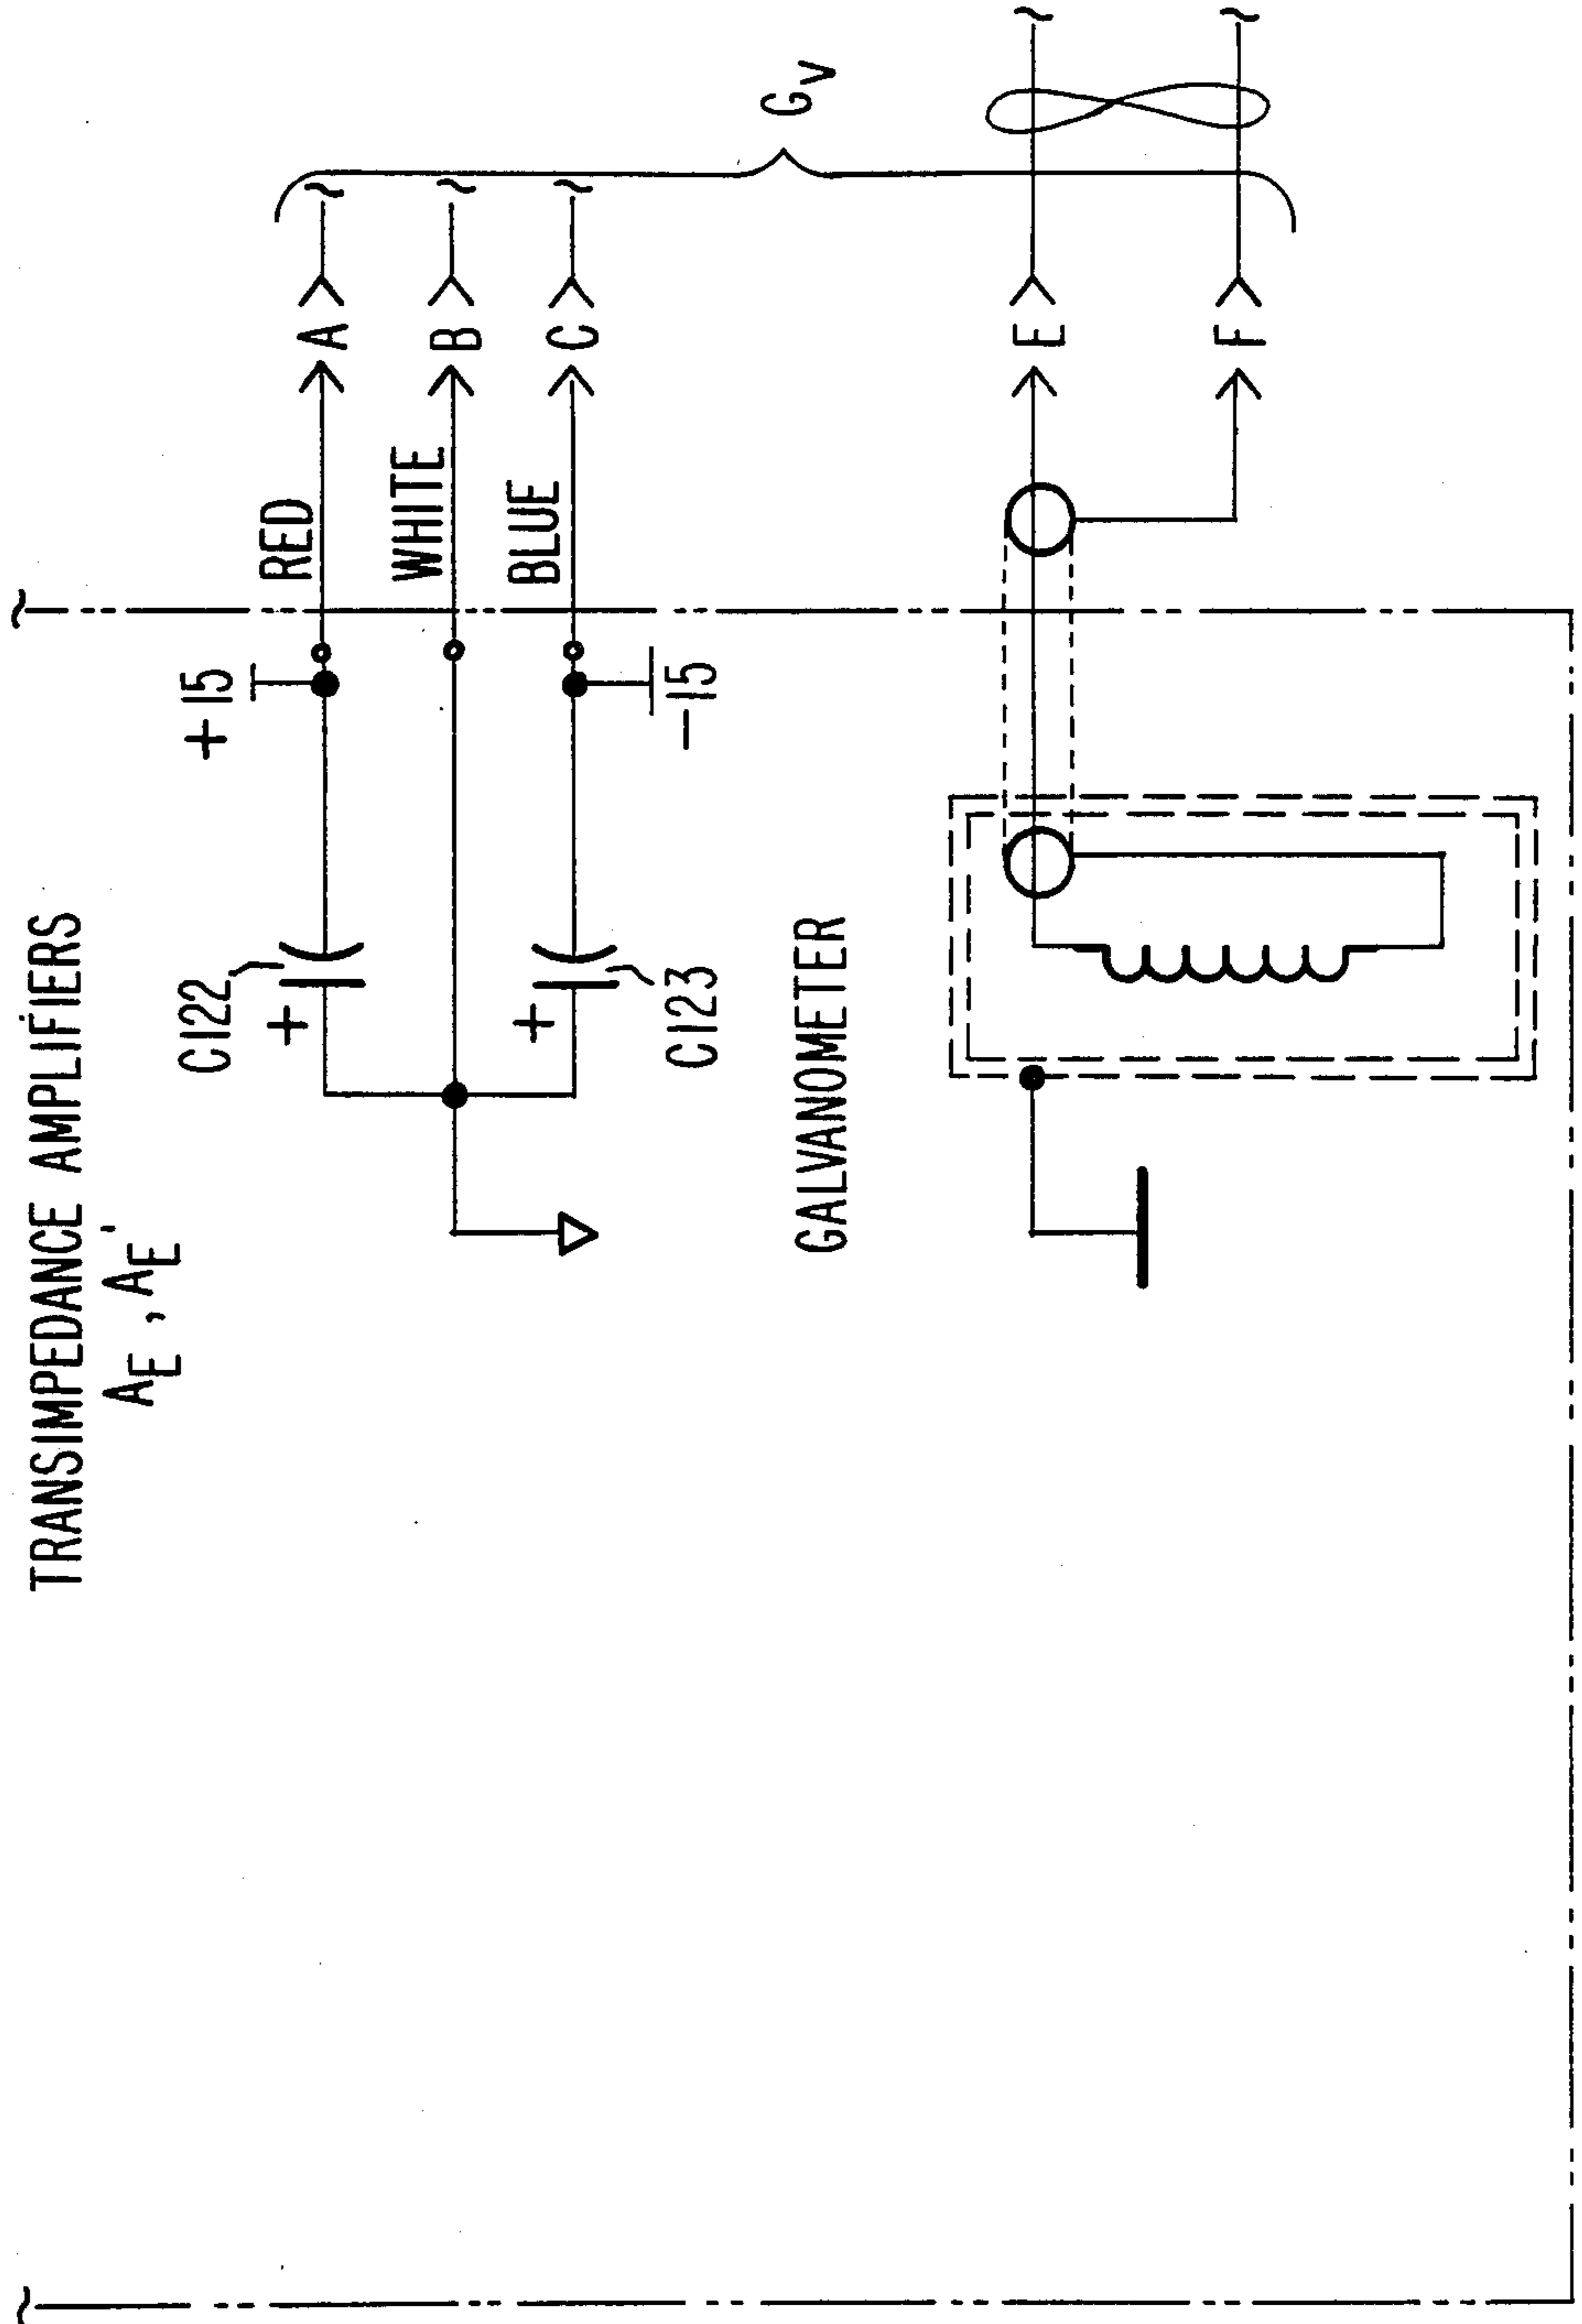 TRANSIMPEDANCE AMPLIFIERS
A_E , A_E'
C122
+
+15
RED
A
WHITE
B
BLUE
C
+
C123
-15
G_V
GALVANOMETER
E
F